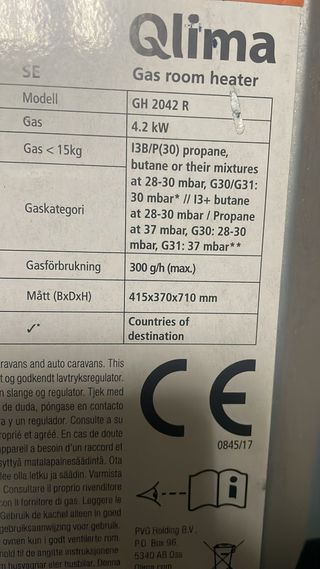 Qlima
SE
Gas room heater
Modell
GH 2042 R
Gas
4.2 kW
Gas < 15kg
Gaskategori
I3B/P(30) propane,
butane or their mixtures
at 28-30 mbar, G30/G31:
30 mbar* // I3+ butane
at 28-30 mbar / Propane
at 37 mbar, G30: 28-30
mbar, G31: 37 mbar**
Gasförbrukning
300 g/h (max.)
Mått (BxDxH)
415x370x710 mm
✓*
Countries of
destination
ravans and auto caravans. This
t og godkendt lavtryksregulator.
n slange og regulator. Tjek med
de duda, póngase en contacto
a y un regulador. Consulte a su
roprié et agréé. En cas de doute
appareil a besoin d'un raccord et
syttyä matalapainesäädintä. Ota
lee olla letku ja säädin. Varmista
Consultare il proprio rivenditore
con il fornitore di gas. Leggere le
Gebruik de kachel alleen in goed
gebruiksaanwijzing voor gebruik.
ovnen kun i godt ventilerte rom
nold til de angitte instruksjonene
CE
0845/17
i
PVG Holding B.V.
P.O. Box 96
5340 AB Oss